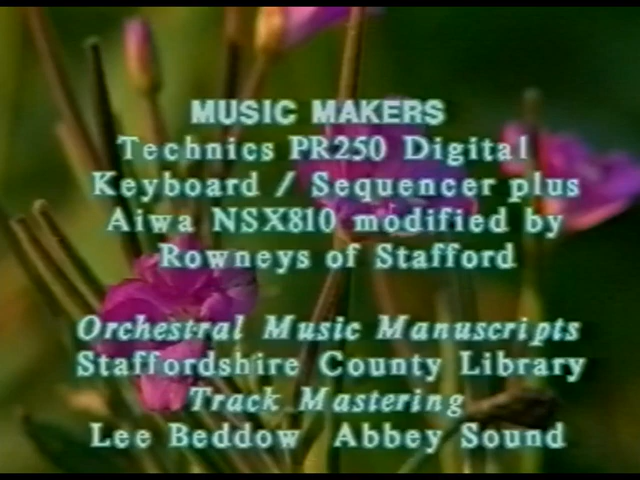 MUSIC MAKERS
Technics PR250 Digital
Keyboard / Sequencer plus
Aiwa NSX810 modified by
Rowneys of Stafford
Orchestral Music Manuscripts
Staffordshire County Library
Track Mastering
Lee Beddow Abbey Sound